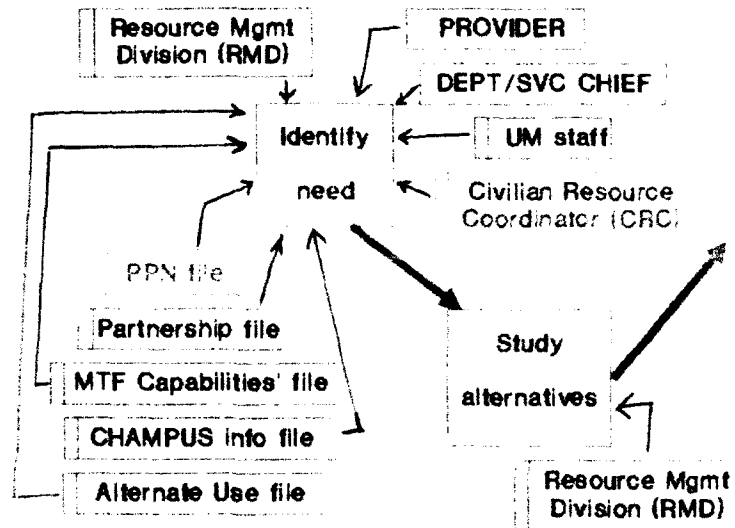 Resource Mgmt
Division (RMD)
PROVIDER
DEPT/SVC CHIEF
Identify
need
UM staff
Civilian Resource
Coordinator (CRC)
PPN file
Partnership file
MTF Capabilities' file
CHAMPUS info file
Alternate Use file
Study
alternatives
Resource Mgmt
Division (RMD)